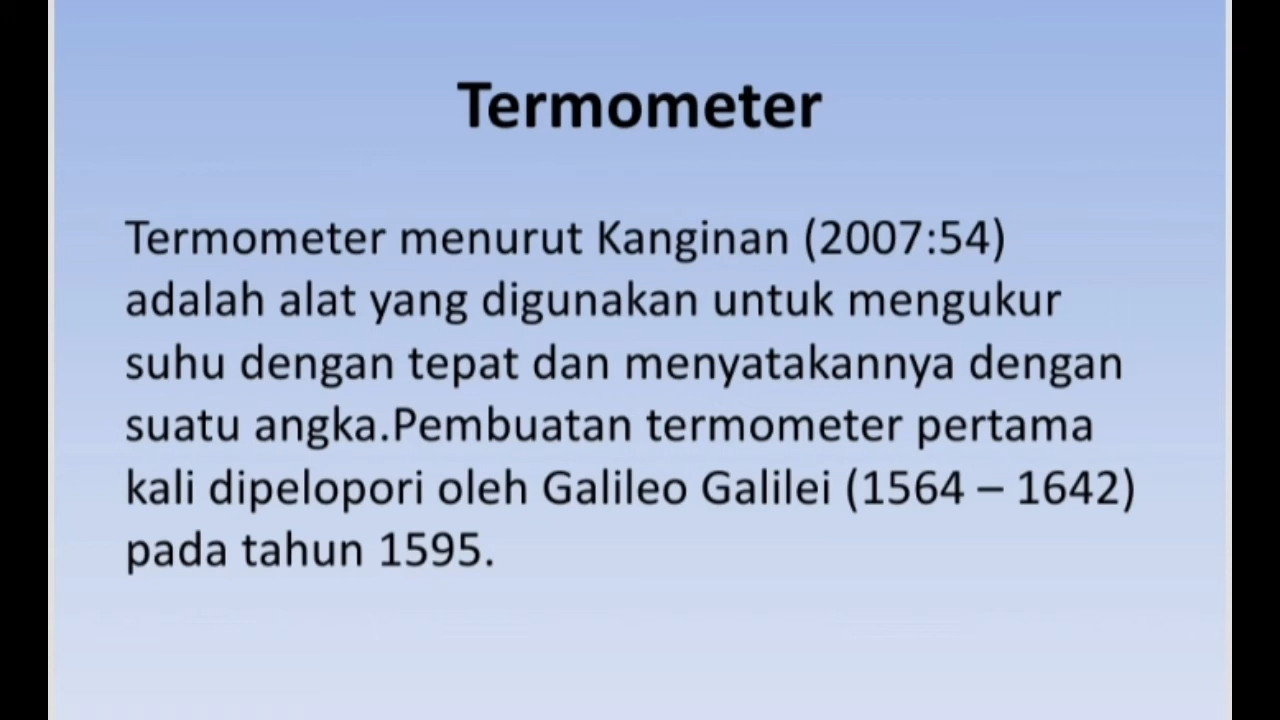 Termometer
Termometer menurut Kanginan (2007:54)
adalah alat yang digunakan untuk mengukur
suhu dengan tepat dan menyatakannya dengan
suatu angka.Pembuatan termometer pertama
kali dipelopori oleh Galileo Galilei (1564 – 1642)
pada tahun 1595.